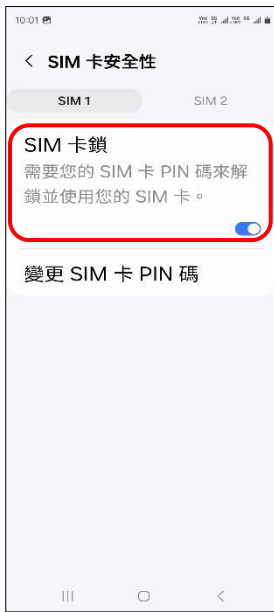 10:01
SIM 卡安全性
SIM 1
SIM 2
SIM 卡鎖
需要您的 SIM 卡 PIN 碼來解
鎖並使用您的 SIM 卡。
變更 SIM 卡 PIN 碼